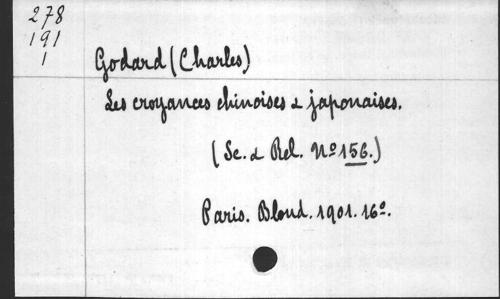 278
191
1
Godard (Charles)
Les croyances chinoises & japonaises.
(Sc. & Rel. Nº 156.)
Paris. Bloud. 1901. 16º.